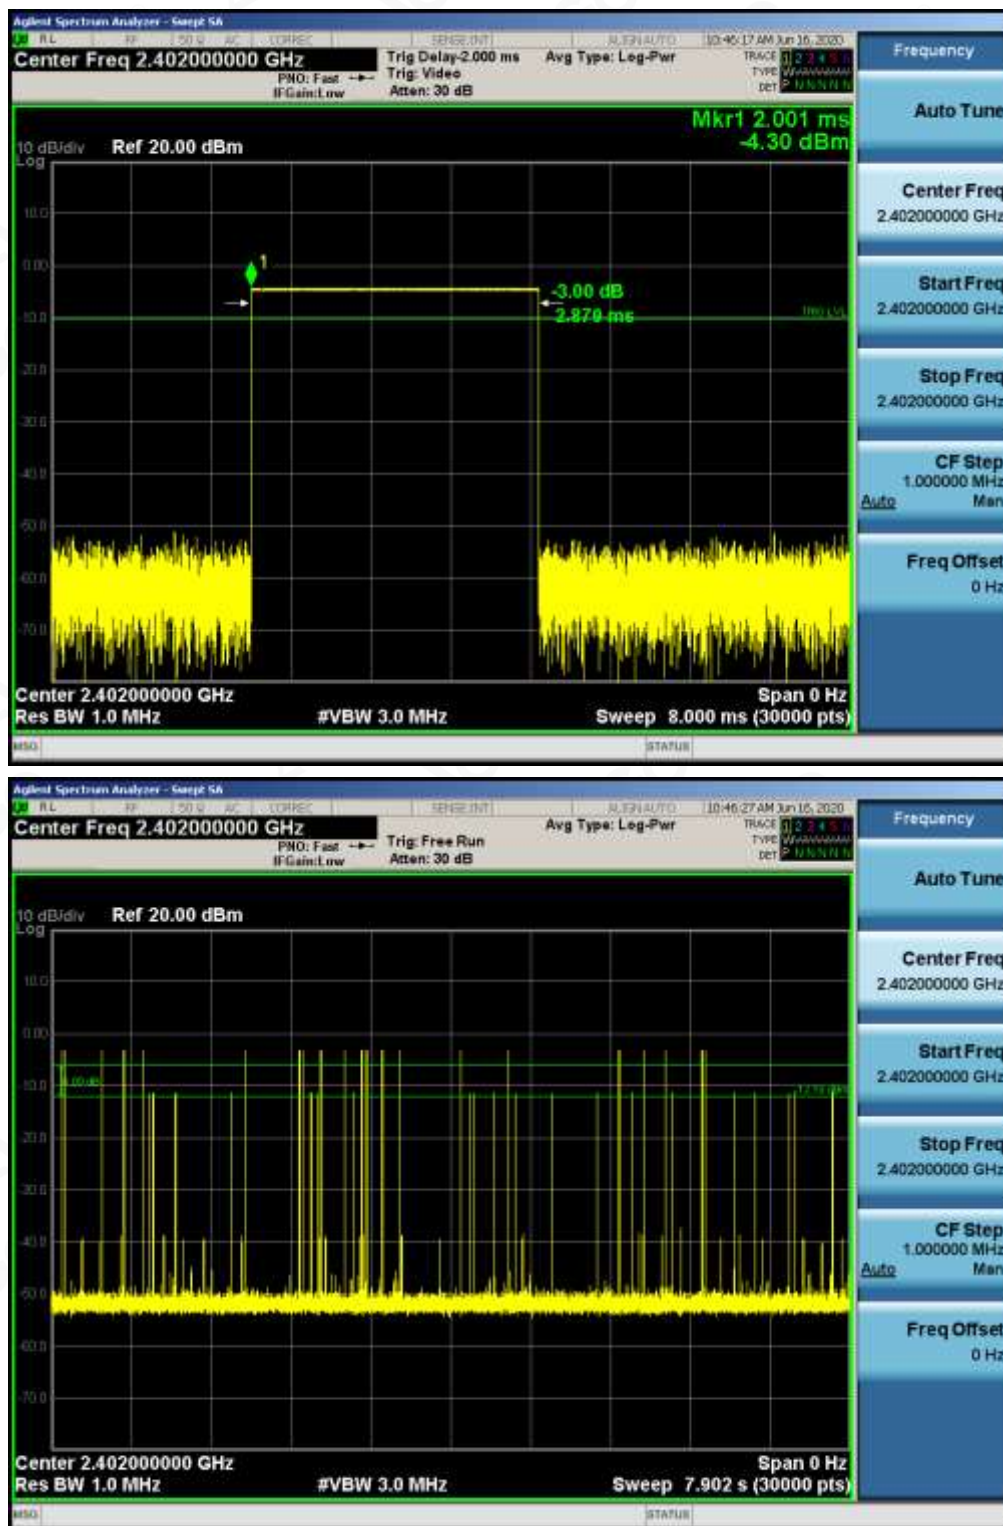 Agilent Spectrum Analyzer - Swept SA
RL RF 50 Ω AC CORREC SENSE:INT ALIGNAUTO 10:46:17 AM Jun 16, 2020
Center Freq 2.402000000 GHz
PNO: Fast
IFGain:Low
Trig Delay-2.000 ms
Trig: Video
Atten: 30 dB
Avg Type: Log-Pwr
TRACE 1 2 3 4 5 6
TYPE
DET P N N N N N
Mkr1 2.001 ms
-4.30 dBm
10 dB/div Ref 20.00 dBm
Log
10.0
0.00
1
-3.00 dB
2.879 ms
TRIG LVL
-10.0
-20.0
-30.0
-40.0
-50.0
-60.0
-70.0
Center 2.402000000 GHz Span 0 Hz
Res BW 1.0 MHz #VBW 3.0 MHz Sweep 8.000 ms (30000 pts)
MSG STATUS
Frequency
Auto Tune
Center Freq
2.402000000 GHz
Start Freq
2.402000000 GHz
Stop Freq
2.402000000 GHz
CF Step
1.000000 MHz
Auto Man
Freq Offset
0 Hz
Agilent Spectrum Analyzer - Swept SA
RL RF 50 Ω AC CORREC SENSE:INT ALIGNAUTO 10:46:27 AM Jun 16, 2020
Center Freq 2.402000000 GHz
PNO: Fast
IFGain:Low
Trig: Free Run
Atten: 30 dB
Avg Type: Log-Pwr
TRACE 1 2 3 4 5 6
TYPE
DET P N N N N N
10 dB/div Ref 20.00 dBm
Log
10.0
0.00
6.00 dB
-10.0
-20.0
-30.0
-40.0
-50.0
-60.0
-70.0
Center 2.402000000 GHz Span 0 Hz
Res BW 1.0 MHz #VBW 3.0 MHz Sweep 7.902 s (30000 pts)
MSG STATUS
Frequency
Auto Tune
Center Freq
2.402000000 GHz
Start Freq
2.402000000 GHz
Stop Freq
2.402000000 GHz
CF Step
1.000000 MHz
Auto Man
Freq Offset
0 Hz